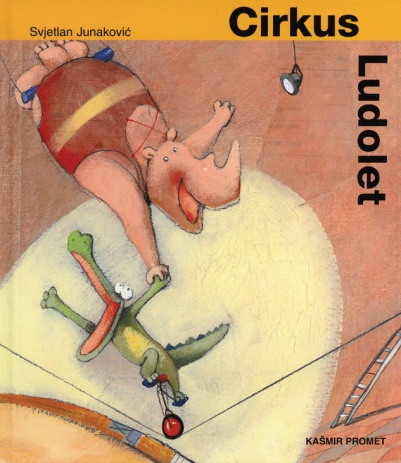 Svjetlan Junaković
Cirkus
Ludolet
KAŠMIR PROMET